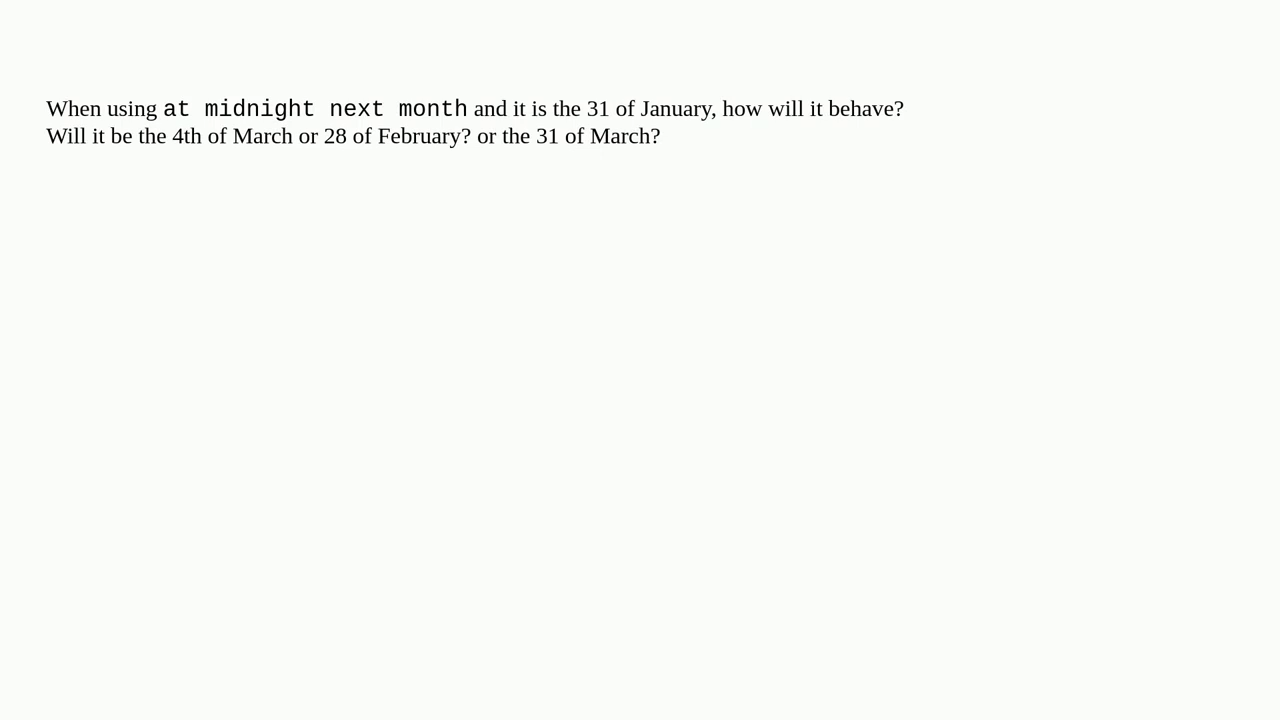 When using at midnight next month and it is the 31 of January, how will it behave?
Will it be the 4th of March or 28 of February? or the 31 of March?